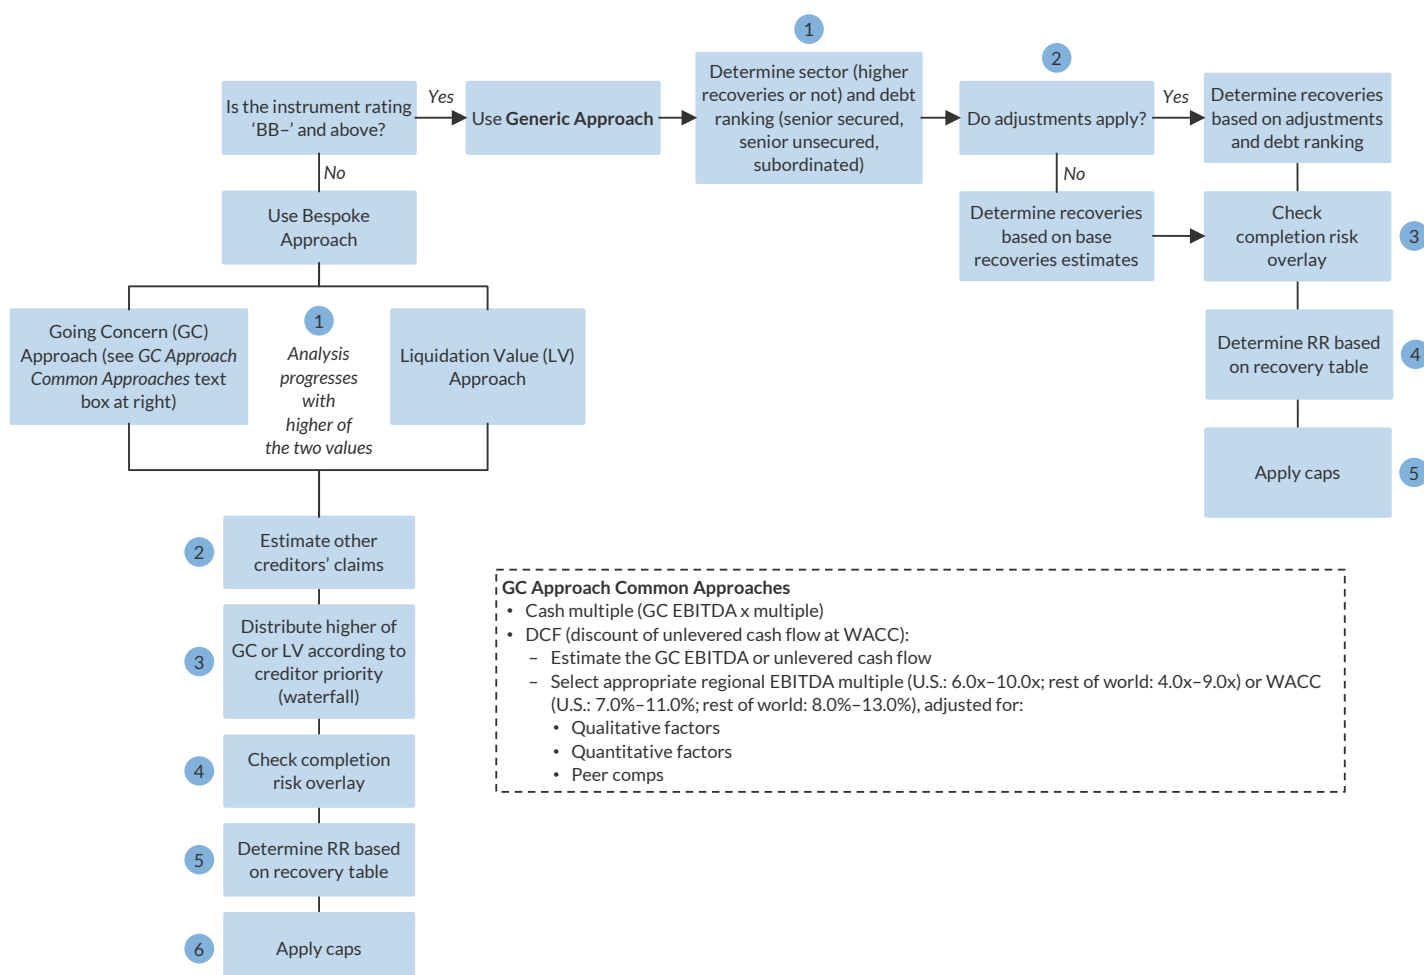 Is the instrument rating
‘BB–’ and above?
Yes
Use Generic Approach
1
Determine sector (higher
recoveries or not) and debt
ranking (senior secured,
senior unsecured,
subordinated)
2
Do adjustments apply?
Yes
Determine recoveries
based on adjustments
and debt ranking
No
Determine recoveries
based on base
recoveries estimates
Check
completion risk
overlay
3
Determine RR based
on recovery table
4
Apply caps
5
No
Use Bespoke
Approach
Going Concern (GC)
Approach (see GC Approach
Common Approaches text
box at right)
1
Analysis
progresses
with
higher of
the two values
Liquidation Value (LV)
Approach
2
Estimate other
creditors’ claims
3
Distribute higher of
GC or LV according to
creditor priority
(waterfall)
4
Check completion
risk overlay
5
Determine RR based
on recovery table
6
Apply caps
GC Approach Common Approaches
• Cash multiple (GC EBITDA x multiple)
• DCF (discount of unlevered cash flow at WACC):
– Estimate the GC EBITDA or unlevered cash flow
– Select appropriate regional EBITDA multiple (U.S.: 6.0x–10.0x; rest of world: 4.0x–9.0x) or WACC
(U.S.: 7.0%–11.0%; rest of world: 8.0%–13.0%), adjusted for:
• Qualitative factors
• Quantitative factors
• Peer comps